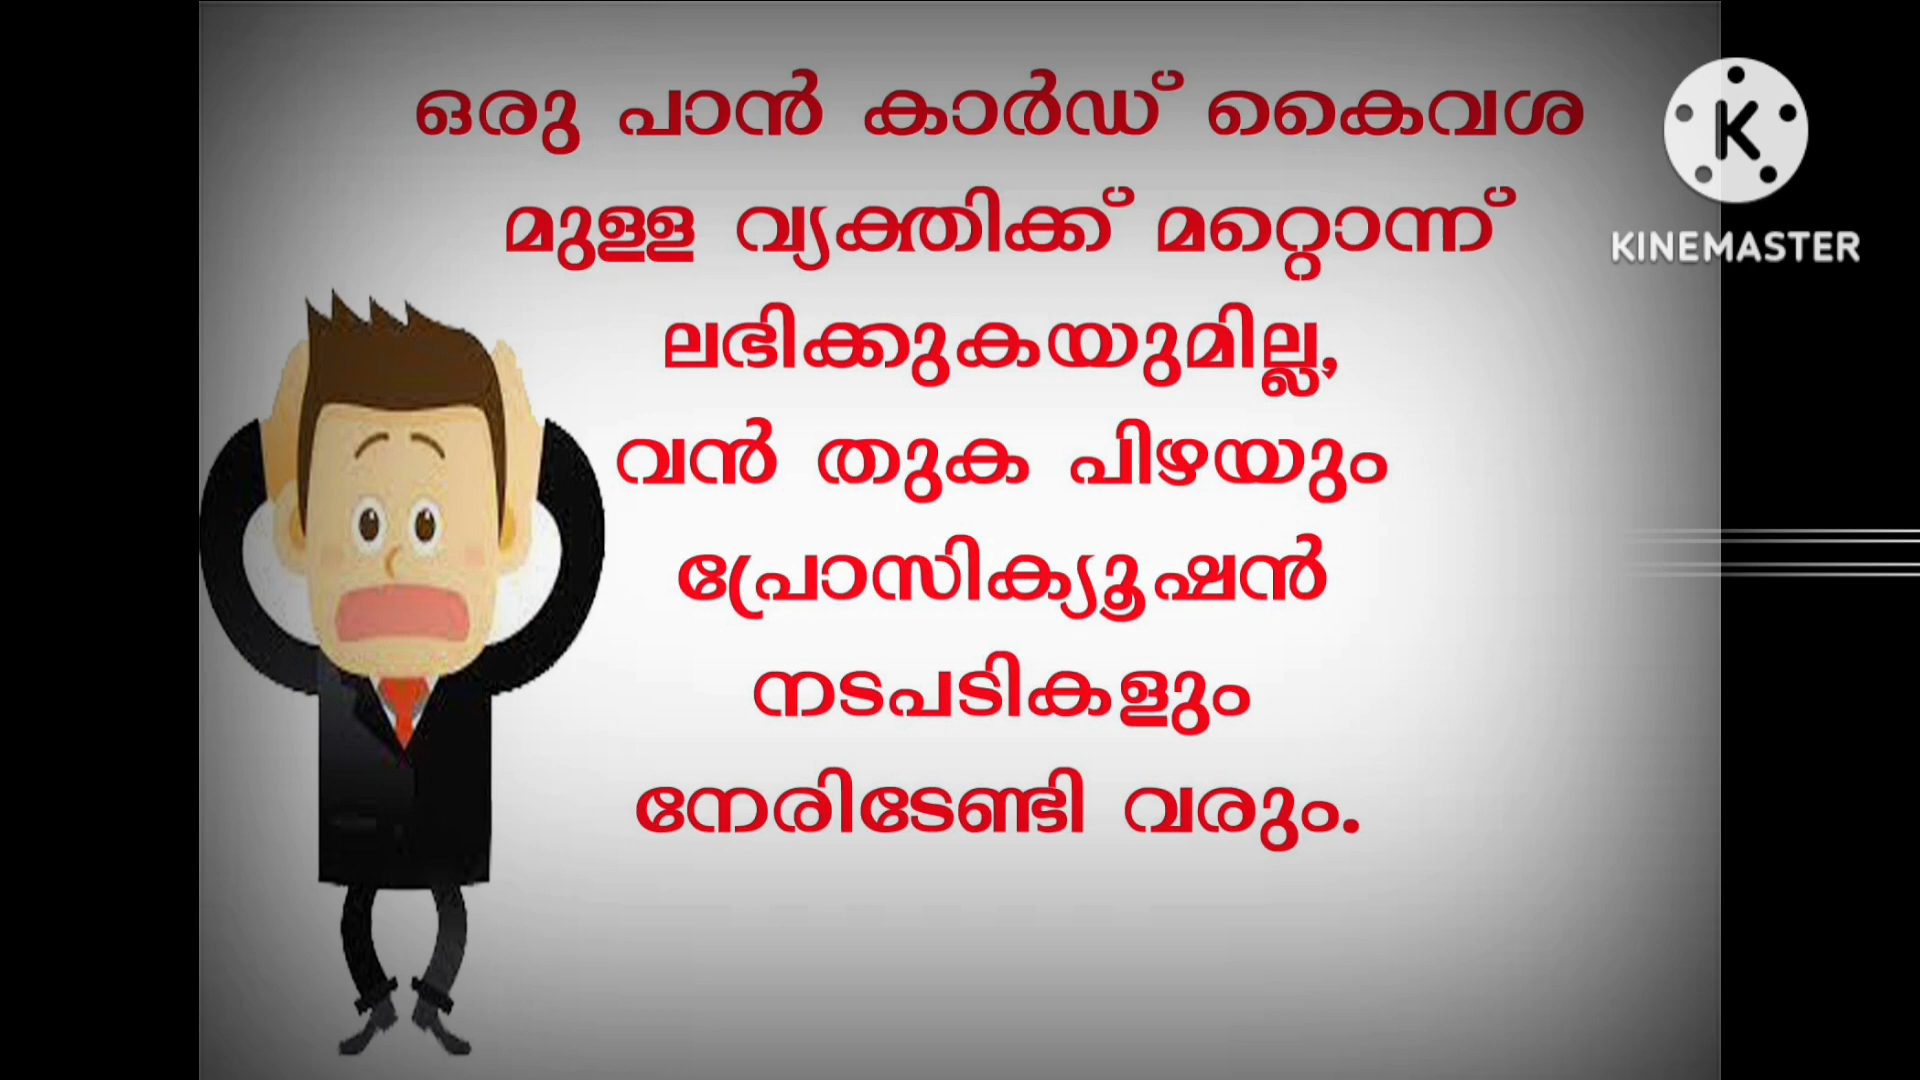 ഒരു പാൻ കാർഡ് കൈവശ
മുള്ള വ്യക്തിക്ക് മറ്റൊന്ന്
ലഭിക്കുകയുമില്ല,
വൻ തുക പിഴയും
പ്രോസിക്യൂഷൻ
നടപടികളും
നേരിടേണ്ടി വരും.
K
KINEMASTER